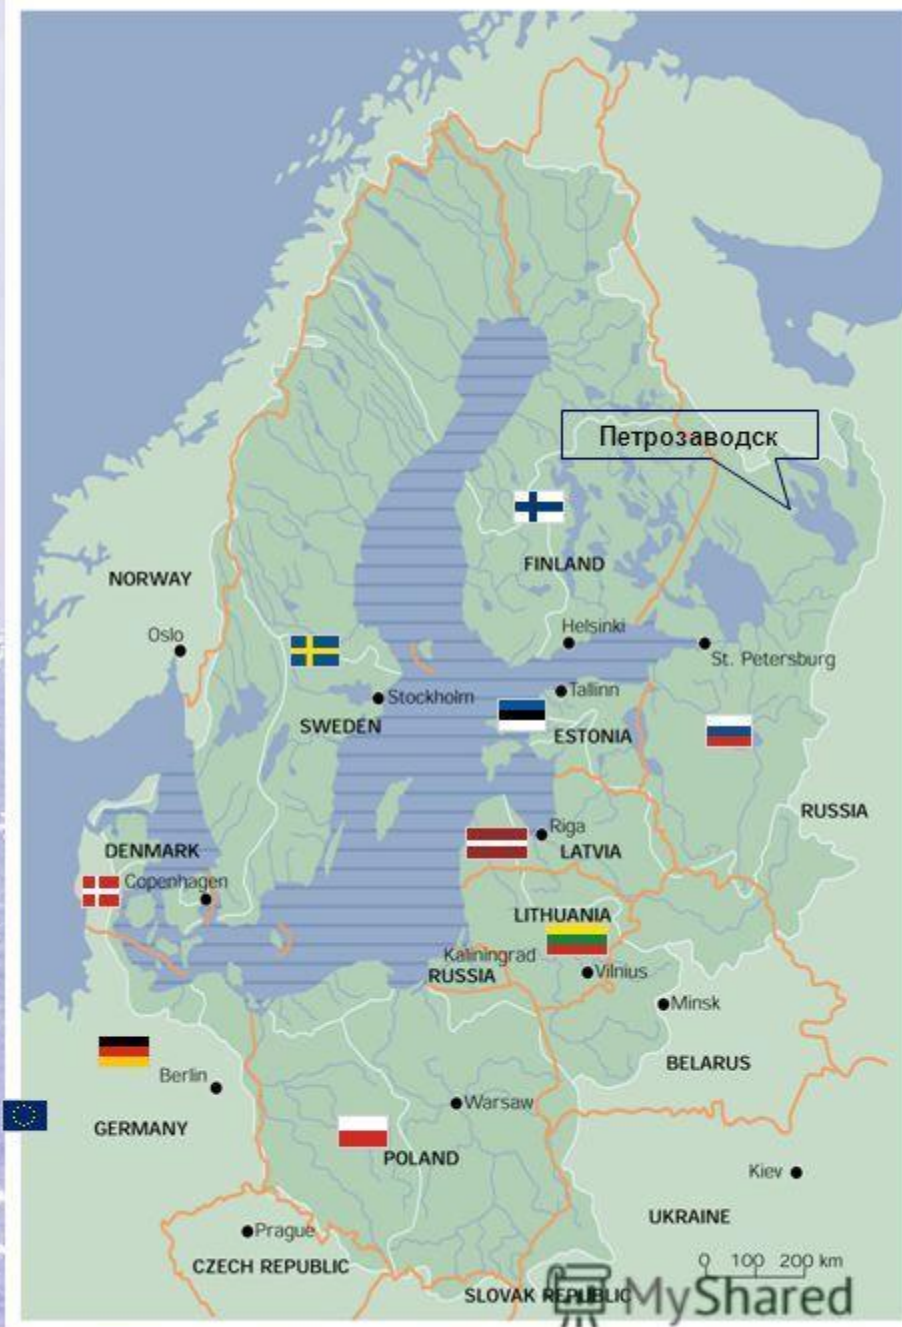 Петрозаводск
FINLAND
NORWAY
Helsinki
Oslo
St. Petersburg
Tallinn
Stockholm
SWEDEN
ESTONIA
RUSSIA
Riga
DENMARK
LATVIA
Copenhagen
LITHUANIA
Kaliningrad
RUSSIA
Vilnius
Minsk
BELARUS
Berlin
Warsaw
GERMANY
POLAND
Kiev
UKRAINE
Prague
0 100 200 km
CZECH REPUBLIC
SLOVAK REPUBLIC
MyShared